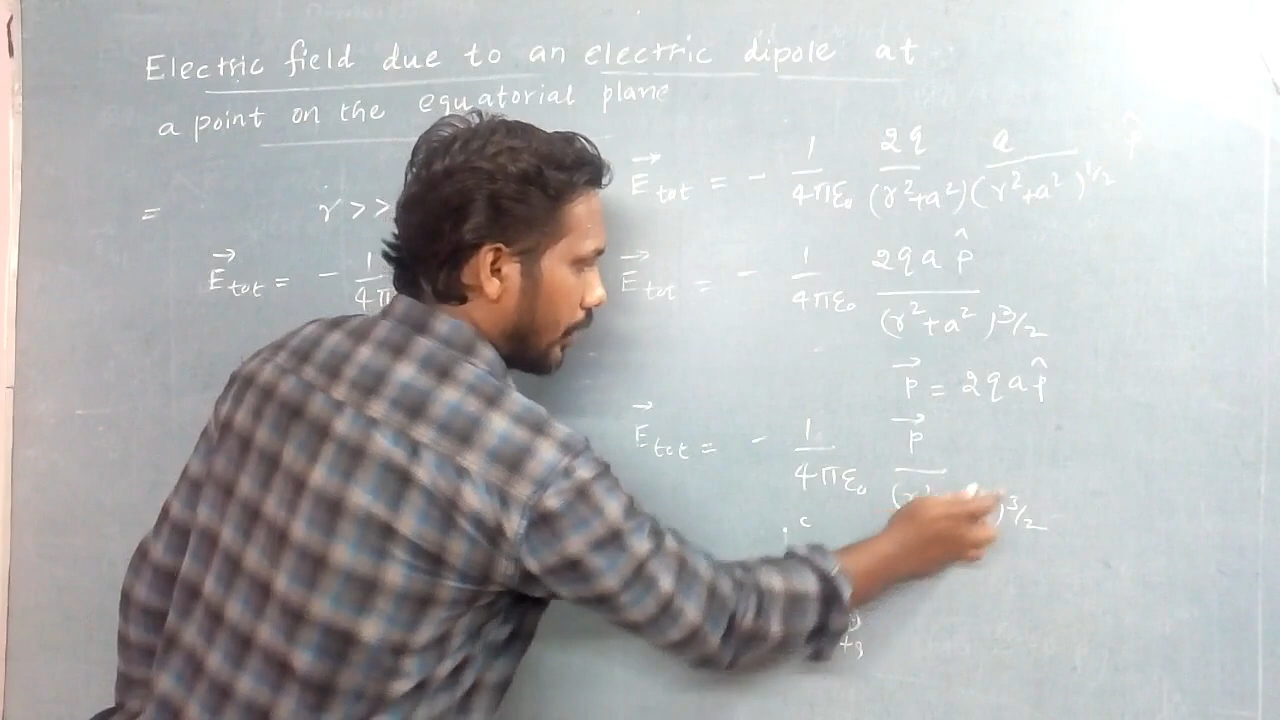 Electric field due to an electric dipole at
a point on the equatorial plane
= r >>
E⃗tot = - 1/4π
E⃗tot = - 1/4πε₀ 2q/(r²+a²) a/(r²+a²)^1/2 p̂
E⃗tot = - 1/4πε₀ 2qa p̂/(r²+a²)^3/2
p⃗ = 2qa p̂
E⃗tot = - 1/4πε₀ p⃗/(r² )^3/2
c
+q